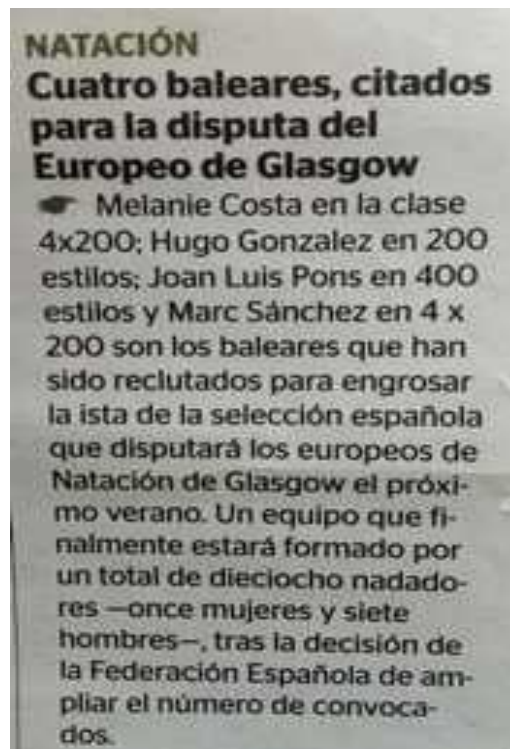 NATACIÓN
Cuatro baleares, citados
para la disputa del
Europeo de Glasgow
Melanie Costa en la clase
4x200; Hugo Gonzalez en 200
estilos; Joan Luis Pons en 400
estilos y Marc Sánchez en 4 x
200 son los baleares que han
sido reclutados para engrosar
la ista de la selección española
que disputará los europeos de
Natación de Glasgow el próxi-
mo verano. Un equipo que fi-
nalmente estará formado por
un total de dieciocho nadado-
res —once mujeres y siete
hombres—, tras la decisión de
la Federación Española de am-
pliar el número de convoca-
dos.